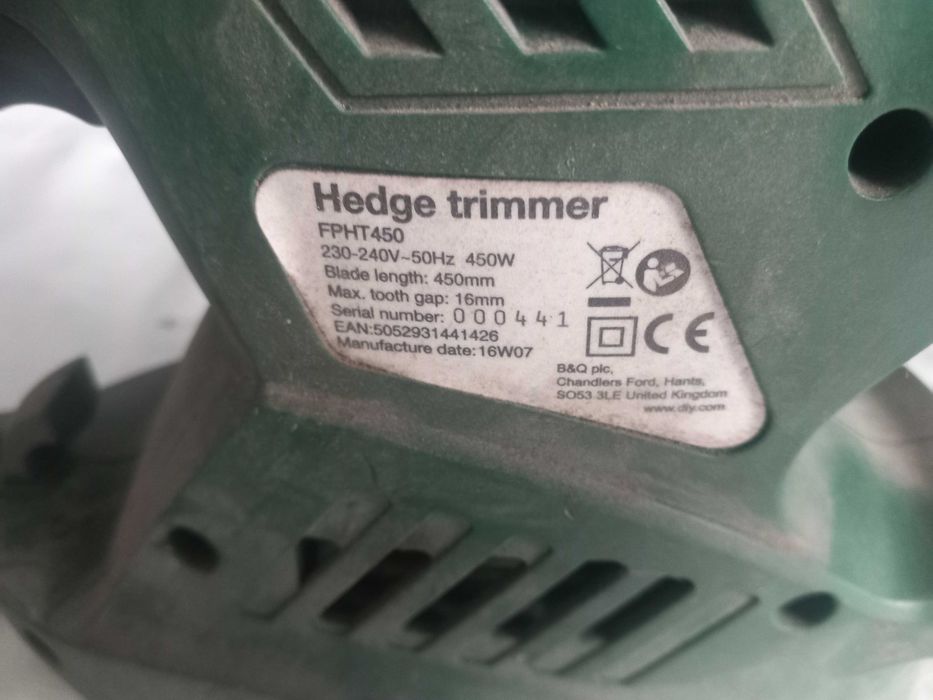 Hedge trimmer
FPHT450
230-240V~50Hz 450W
Blade length: 450mm
Max. tooth gap: 16mm
Serial number: 000441
EAN:5052931441426
Manufacture date:16W07
CE
B&Q plc,
Chandlers Ford, Hants,
SO53 3LE United Kingdom
www.diy.com